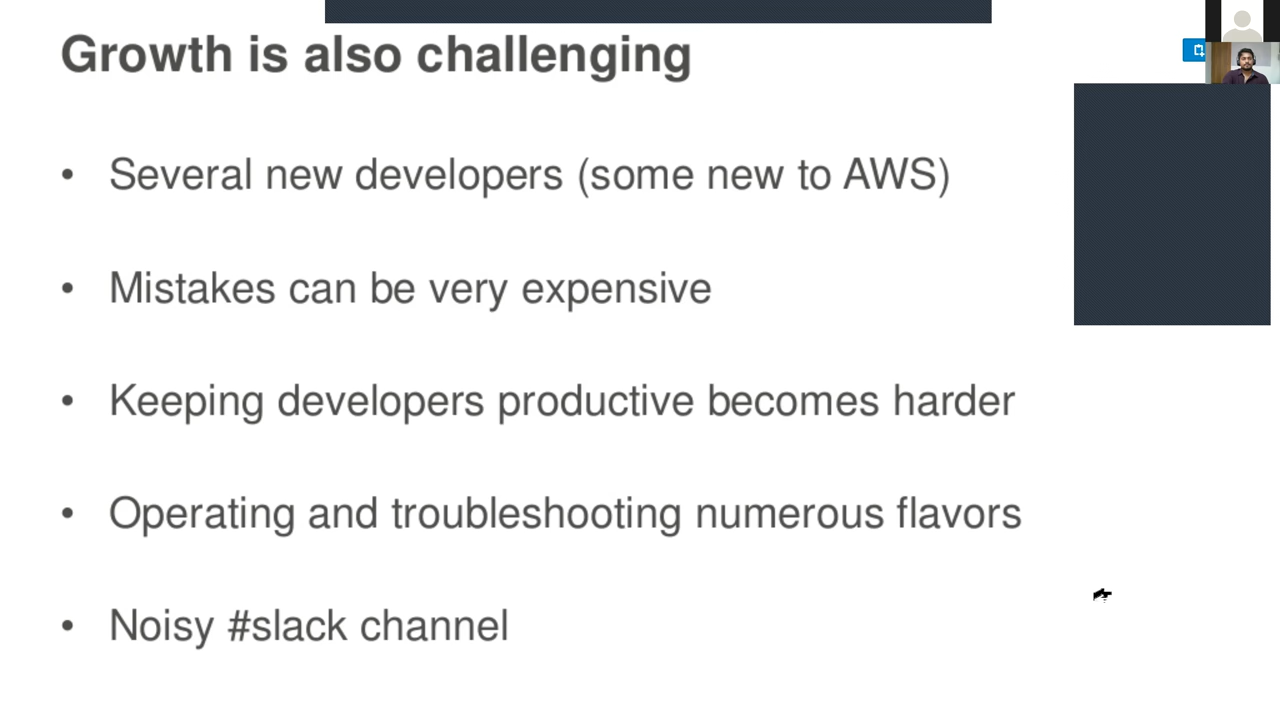 Growth is also challenging
• Several new developers (some new to AWS)
• Mistakes can be very expensive
• Keeping developers productive becomes harder
• Operating and troubleshooting numerous flavors
• Noisy #slack channel